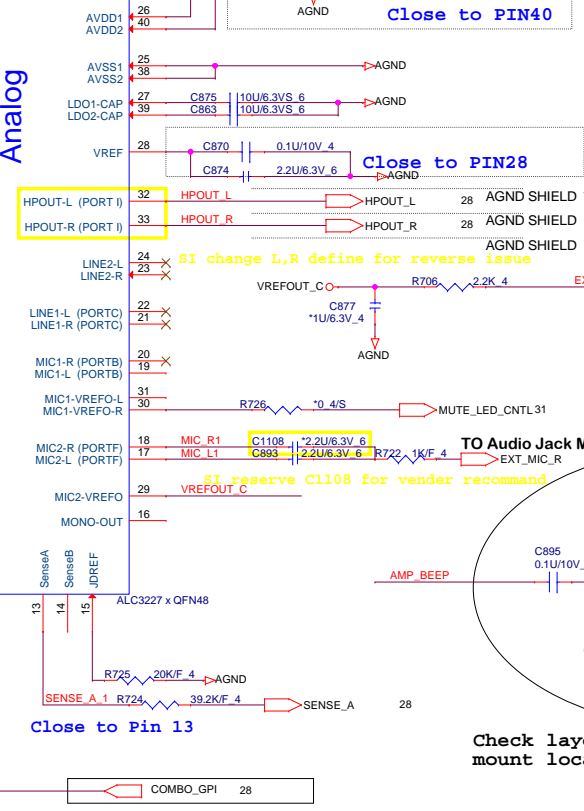 AVDD1
AVDD2
40
AGND
Close to PIN40
Analog
AVSS1
AVSS2
25
38
AGND
LDO1-CAP
LDO2-CAP
27
39
C875
10U/6.3VS_6
C863
10U/6.3VS_6
AGND
VREF
28
C870
0.1U/10V_4
C874
2.2U/6.3V_6
Close to PIN28
AGND
HPOUT-L (PORT I)
32
HPOUT_L
HPOUT_L
28
AGND SHIELD
HPOUT-R (PORT I)
33
HPOUT_R
HPOUT_R
28
AGND SHIELD
AGND SHIELD
LINE2-L
LINE2-R
24
23
SI change L,R define for reverse issue
VREFOUT_C
R706
2.2K_4
C877
*1U/6.3V_4
AGND
LINE1-L (PORTC)
LINE1-R (PORTC)
22
21
MIC1-R (PORTB)
MIC1-L (PORTB)
20
19
MIC1-VREFO-L
MIC1-VREFO-R
31
30
R726
*0_4/S
MUTE_LED_CNTL 31
MIC2-R (PORTF)
MIC2-L (PORTF)
18
17
MIC_R1
MIC_L1
C1108
*2.2U/6.3V_6
C893
2.2U/6.3V_6
R722
1K/F_4
TO Audio Jack M
EXT_MIC_R
SI reserve C1108 for vender recommand
MIC2-VREFO
29
VREFOUT_C
MONO-OUT
16
SenseA
SenseB
JDREF
13
14
15
ALC3227 x QFN48
AMP_BEEP
C895
0.1U/10V_
R725
20K/F_4
AGND
SENSE_A_1
R724
39.2K/F_4
SENSE_A
28
Close to Pin 13
Check lay
mount loca
COMBO_GPI
28